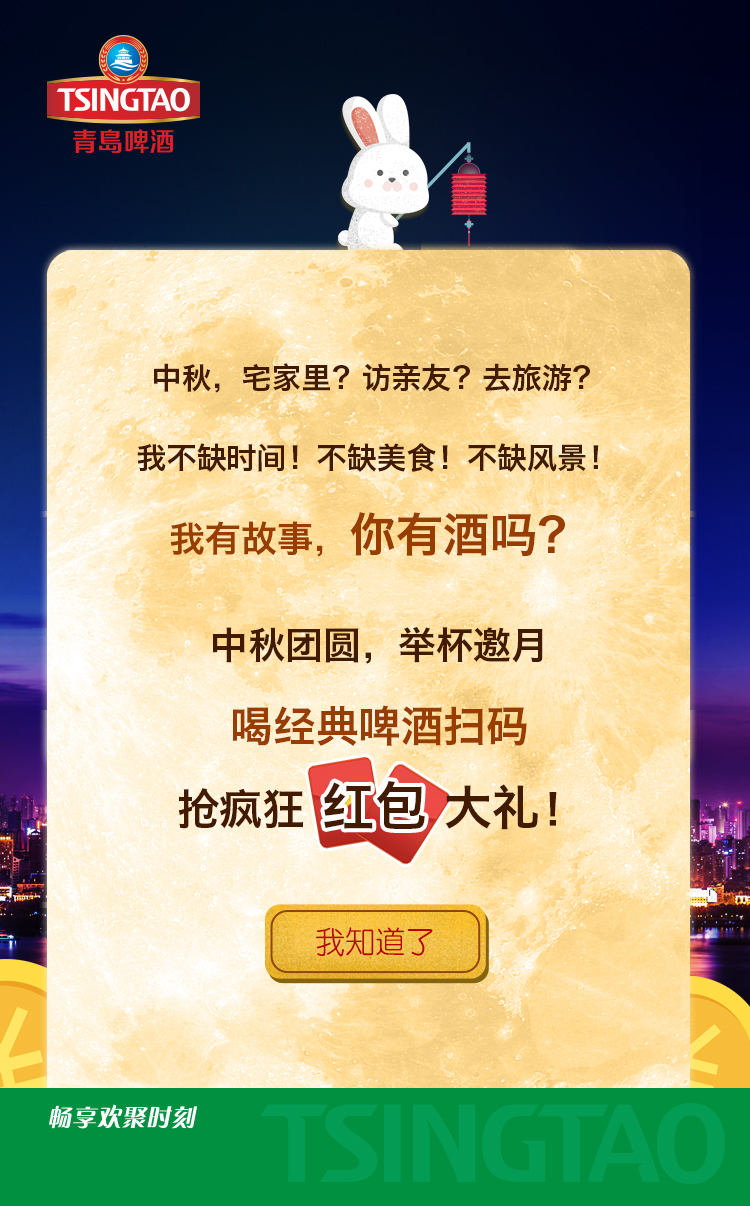 TSINGTAO
青岛啤酒
中秋，宅家里？访亲友？去旅游？
我不缺时间！不缺美食！不缺风景！
我有故事，你有酒吗？
中秋团圆，举杯邀月
喝经典啤酒扫码
抢疯狂红包大礼！
我知道了
畅享欢聚时刻
TSINGTAO